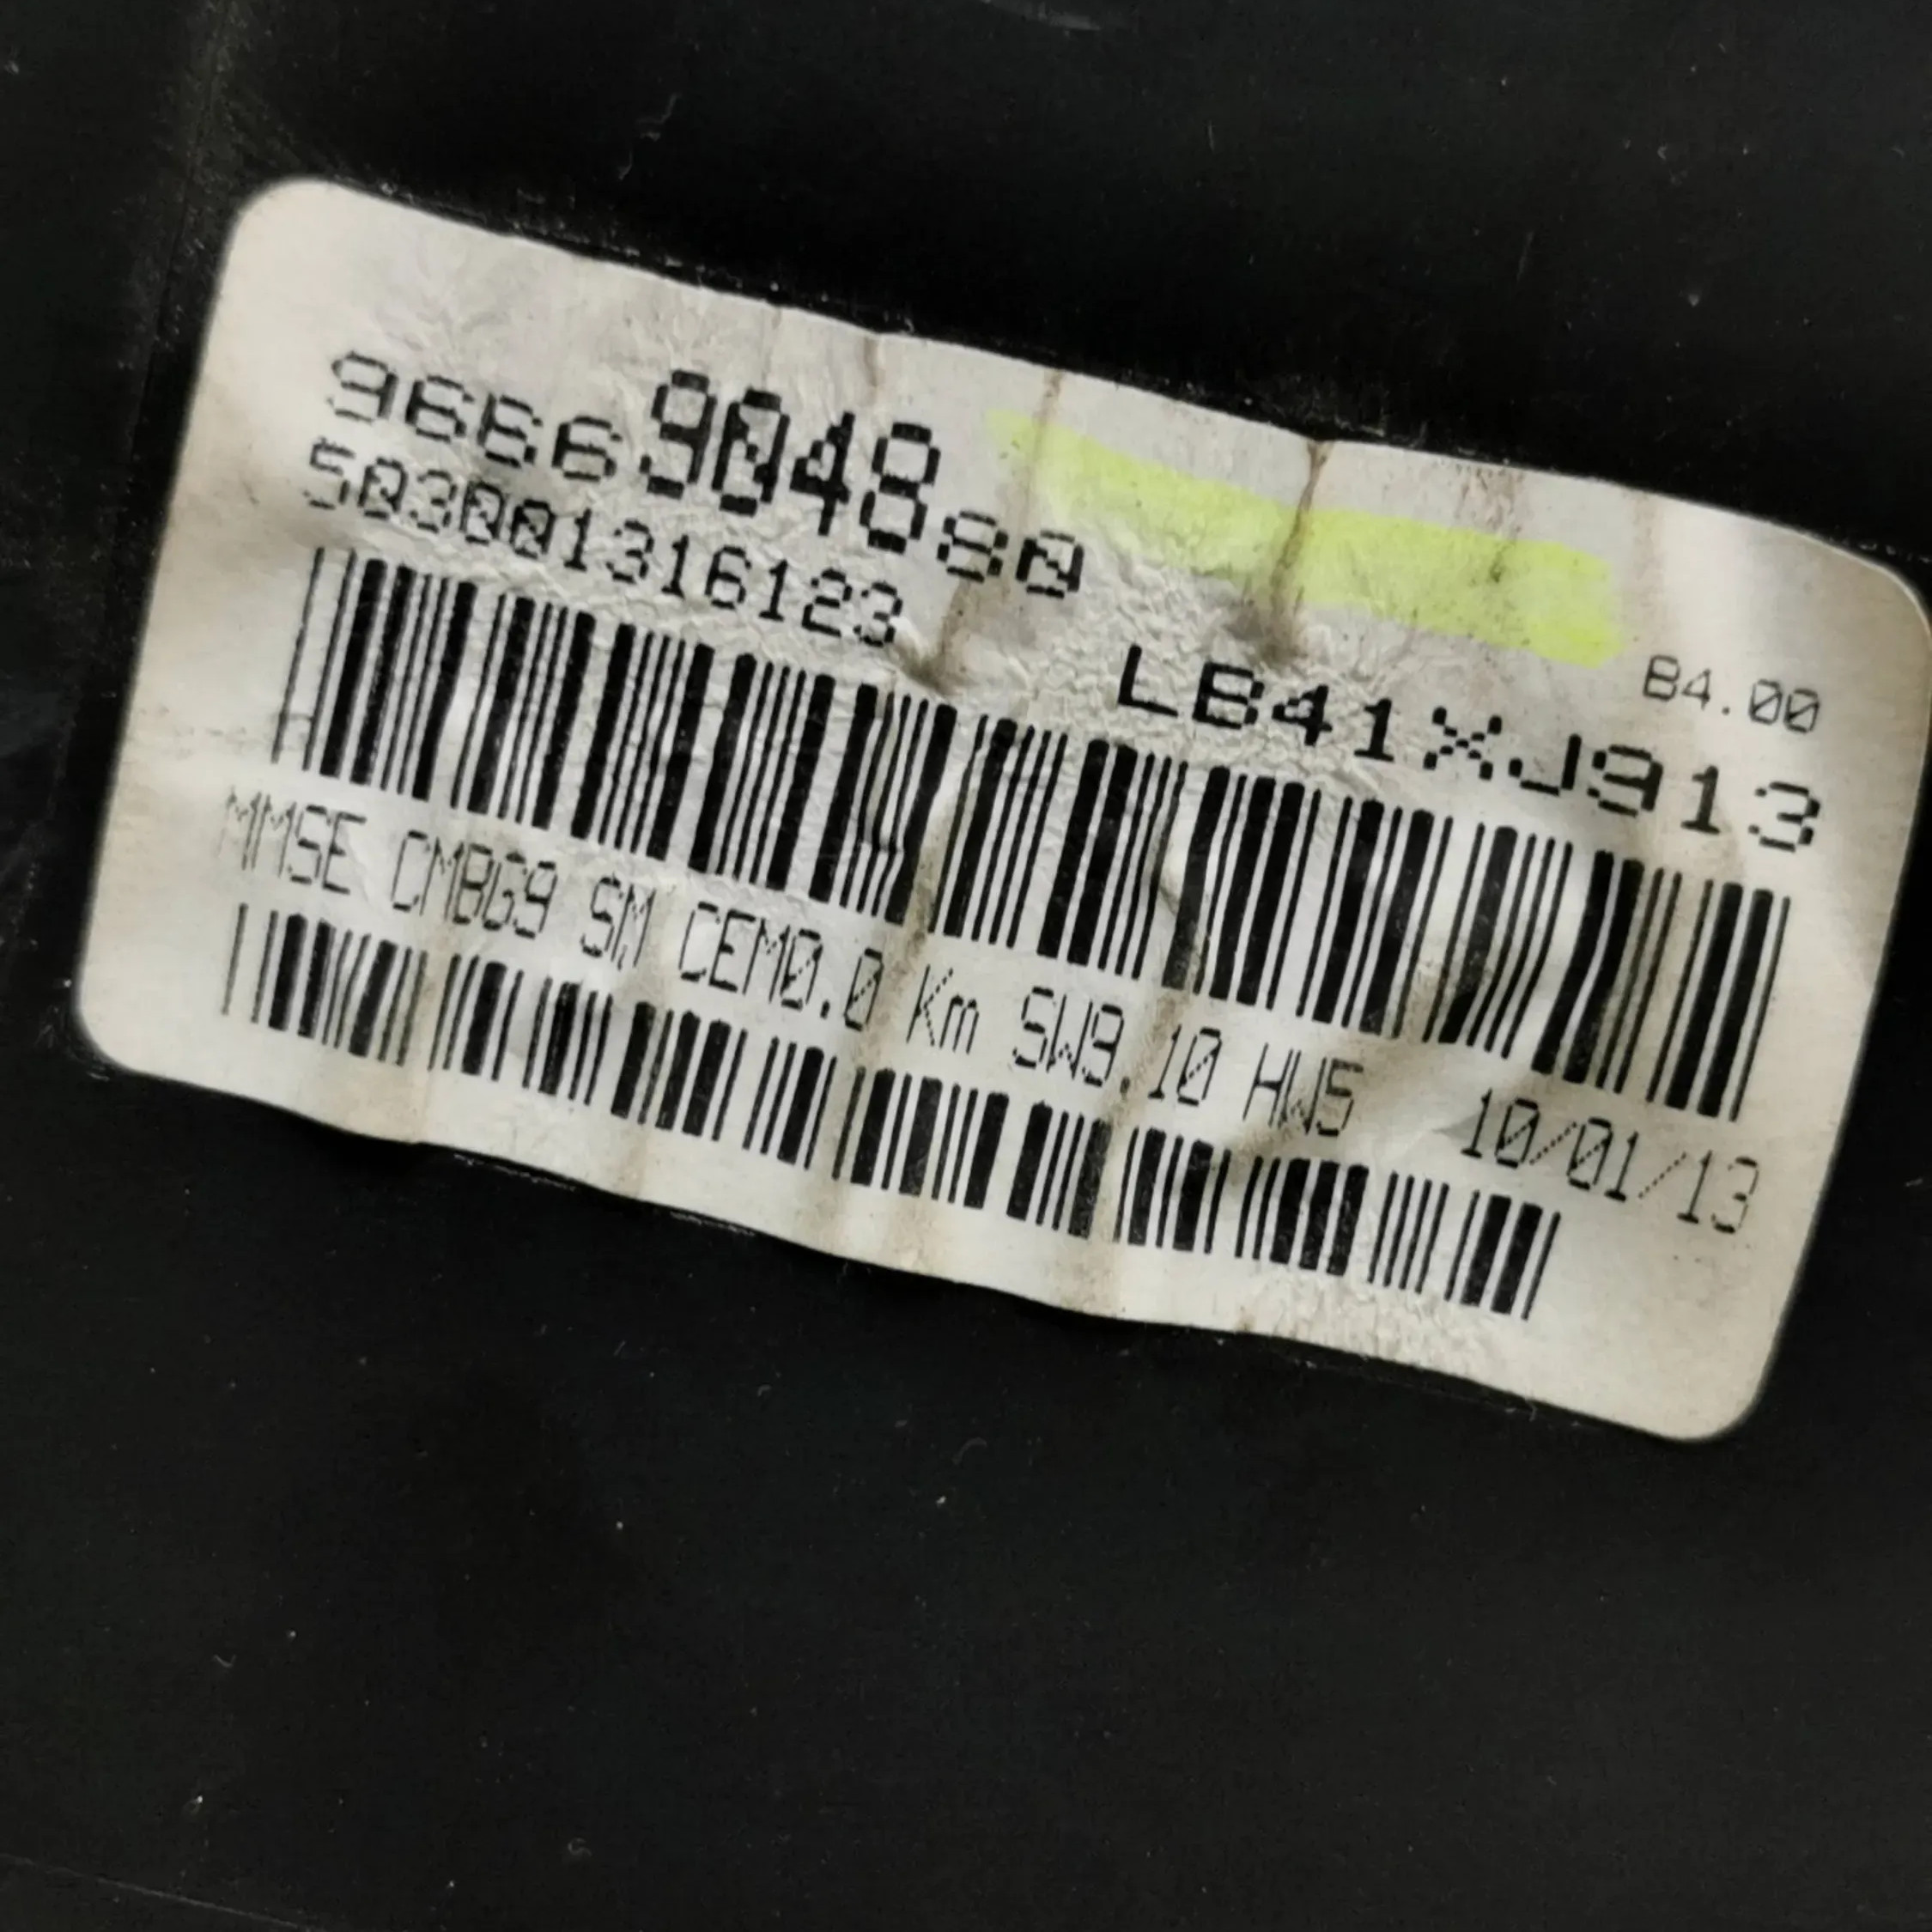 9666904880
503001316123
B4.00
LB41XJ913
MMSE CMBG9 SM CEM0.0 Km SW9.10 HW5 10/01/13